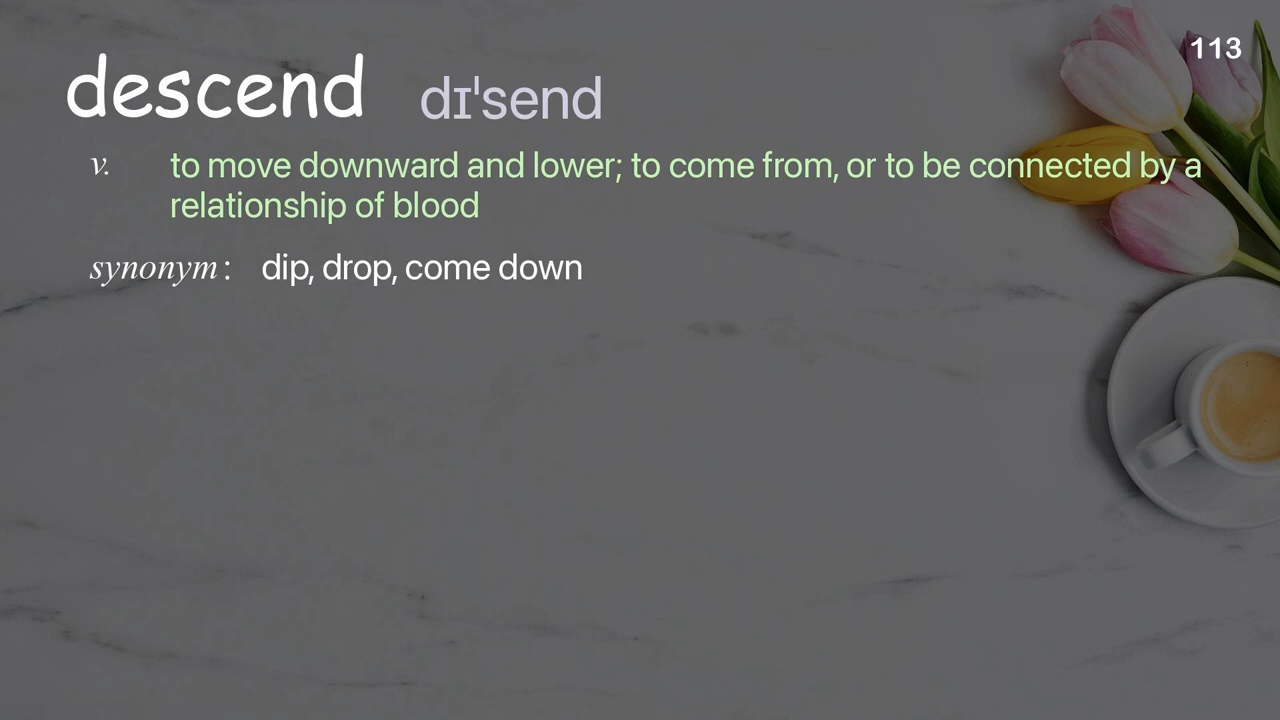 113
descend dɪˈsend
v. to move downward and lower; to come from, or to be connected by a
relationship of blood
synonym: dip, drop, come down